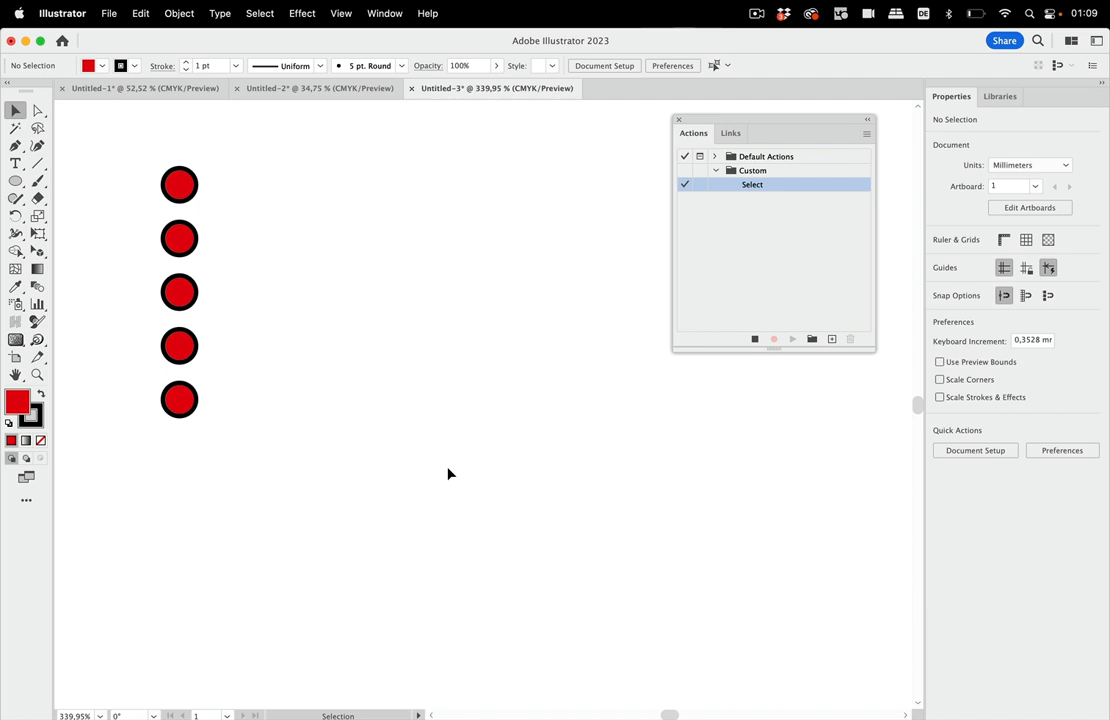 Illustrator File Edit Object Type Select Effect View Window Help 3 DE 01:09
Adobe Illustrator 2023 Share
No Selection Stroke: 1 pt Uniform 5 pt. Round Opacity: 100% Style: Document Setup Preferences
Untitled-1* @ 52,52 % (CMYK/Preview) Untitled-2* @ 34,75 % (CMYK/Preview) Untitled-3* @ 339,95 % (CMYK/Preview)
Properties Libraries
No Selection
Document
Units: Millimeters
Artboard: 1
Edit Artboards
Ruler & Grids
Guides
Snap Options
Preferences
Keyboard Increment: 0,3528 mr
Use Preview Bounds
Scale Corners
Scale Strokes & Effects
Quick Actions
Document Setup Preferences
Actions Links
Default Actions
Custom
Select
339,95% 0° 1 Selection